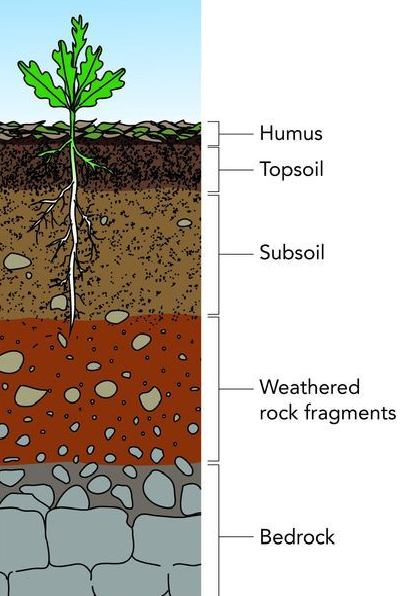 Humus
Topsoil
Subsoil
Weathered
rock fragments
Bedrock